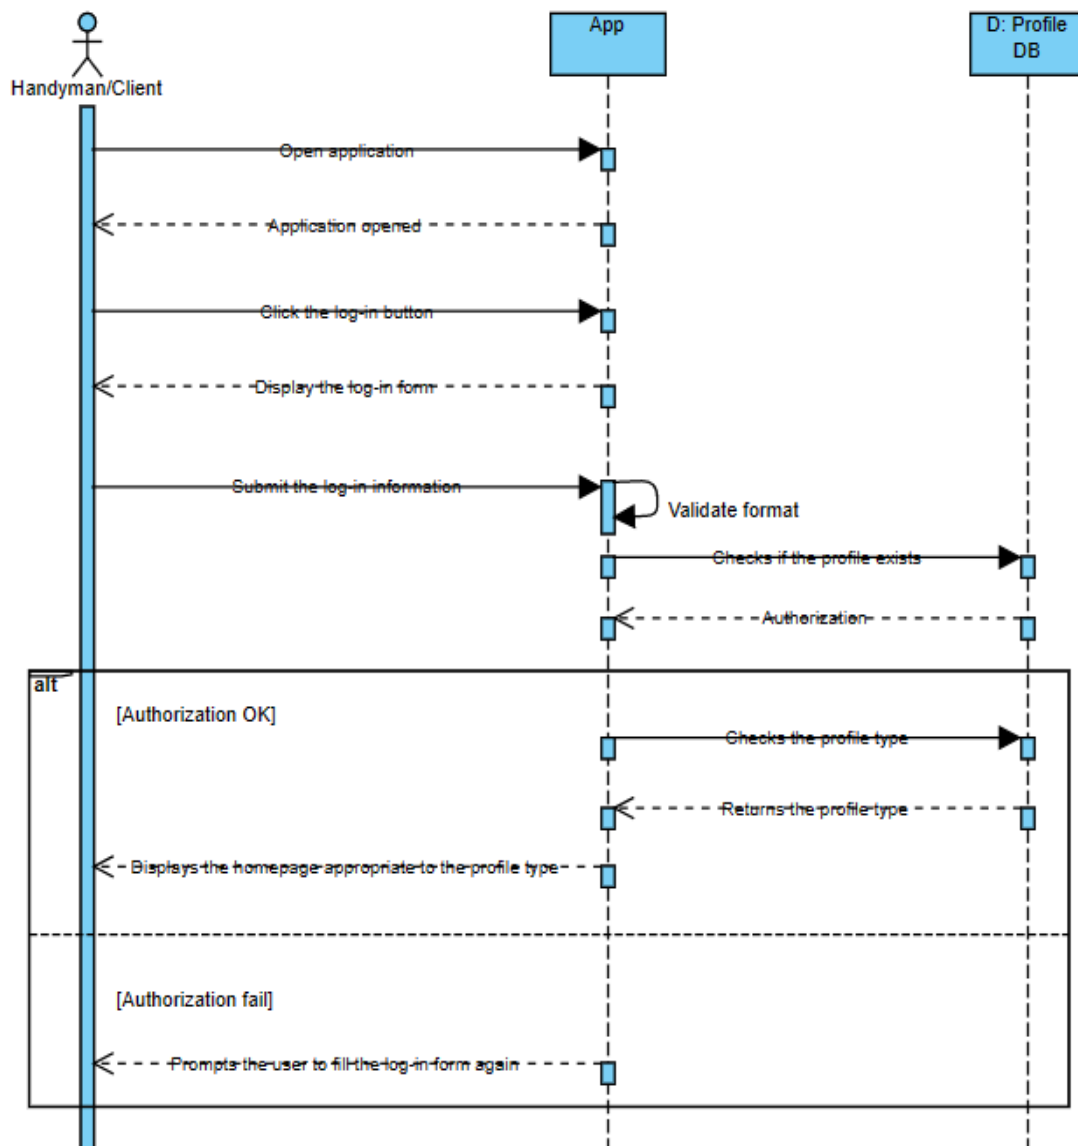 App
D: Profile
DB
Handyman/Client
Open application
Application opened
Click the log-in button
Display the log-in form
Submit the log-in information
Validate format
Checks if the profile exists
Authorization
alt
[Authorization OK]
Checks the profile type
Returns the profile type
Displays the homepage appropriate to the profile type
[Authorization fail]
Prompts the user to fill the log-in form again